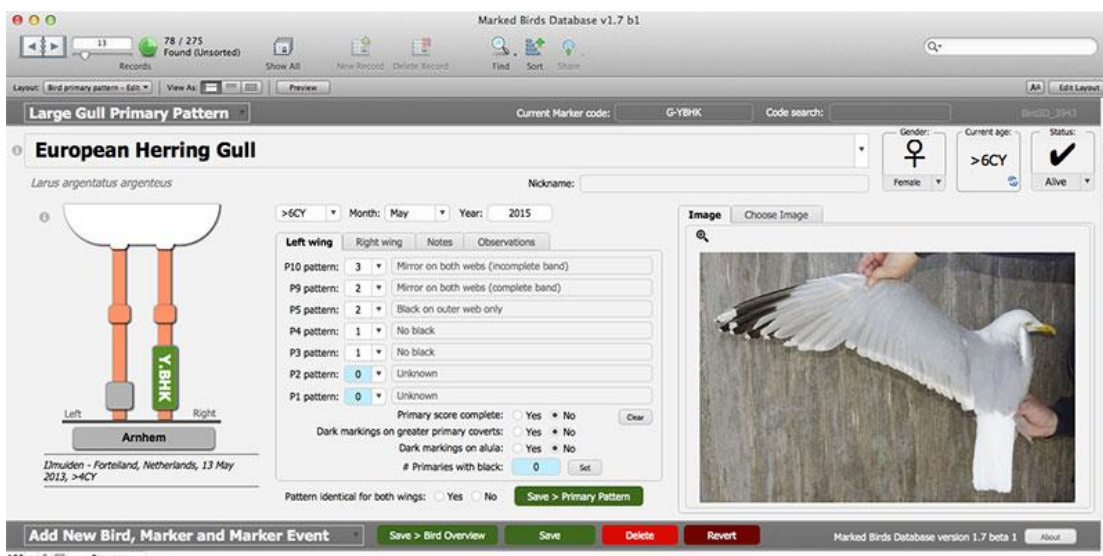 Marked Birds Database v1.7 b1
13
78 / 275
Found (Unsorted)
Records
Show All
New Record
Delete Record
Find
Sort
Share
Layout: Bird primary pattern - Edit
View As:
Preview
Edit Layout
Large Gull Primary Pattern
Current Marker code:
G-YBHK
Code search:
BirdID_3943
European Herring Gull
Gender:
Female
Current age:
>6CY
Status:
Alive
Larus argentatus argenteus
Nickname:
>6CY
Month: May
Year: 2015
Left wing
Right wing
Notes
Observations
P10 pattern: 3 Mirror on both webs (incomplete band)
P9 pattern: 2 Mirror on both webs (complete band)
P5 pattern: 2 Black on outer web only
P4 pattern: 1 No black
P3 pattern: 1 No black
P2 pattern: 0 Unknown
P1 pattern: 0 Unknown
Primary score complete: Yes No
Clear
Dark markings on greater primary coverts: Yes No
Dark markings on alula: Yes No
# Primaries with black: 0 Set
Pattern identical for both wings: Yes No
Save > Primary Pattern
Image
Choose Image
Y.BHK
Left
Right
Arnhem
IJmuiden - Forteiland, Netherlands, 13 May
2013, >4CY
Add New Bird, Marker and Marker Event
Save > Bird Overview
Save
Delete
Revert
Marked Birds Database version 1.7 beta 1
About